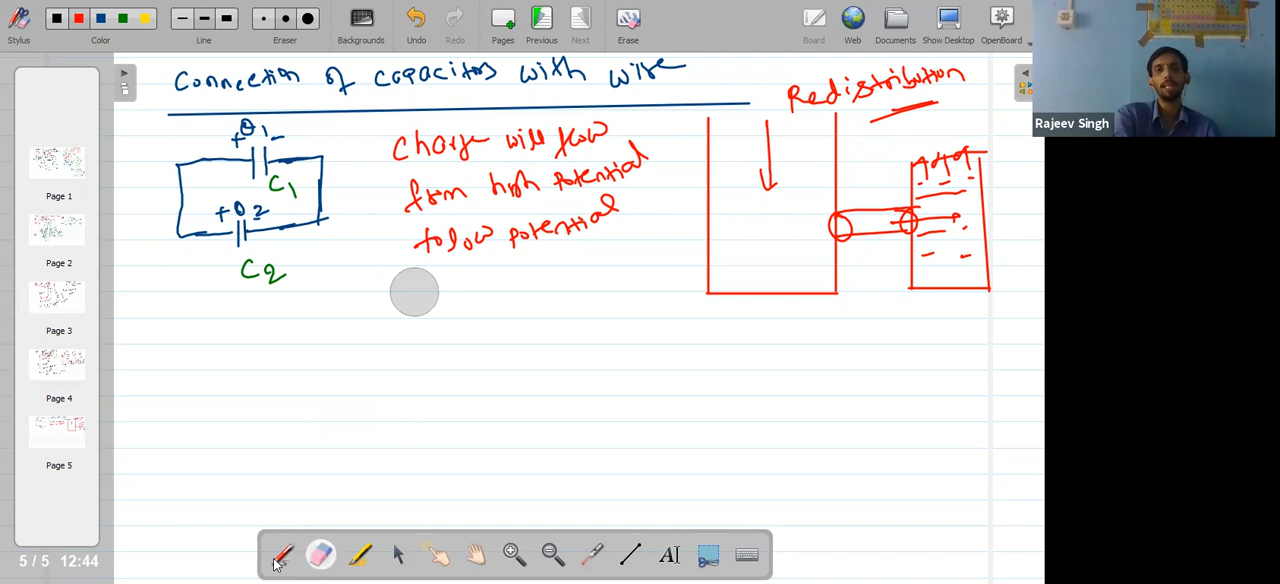 Stylus
Color
Line
Eraser
Backgrounds
Undo
Redo
Pages
Previous
Next
Erase
Board
Web
Documents
Show Desktop
OpenBoard
Rajeev Singh
Connection of capacitors with wire
Redistribution
+ Q1 -
C1
+ Q2
C2
Charge will flow
from high potential
to low potential
Page 1
Page 2
Page 3
Page 4
Page 5
5 / 5 12:44